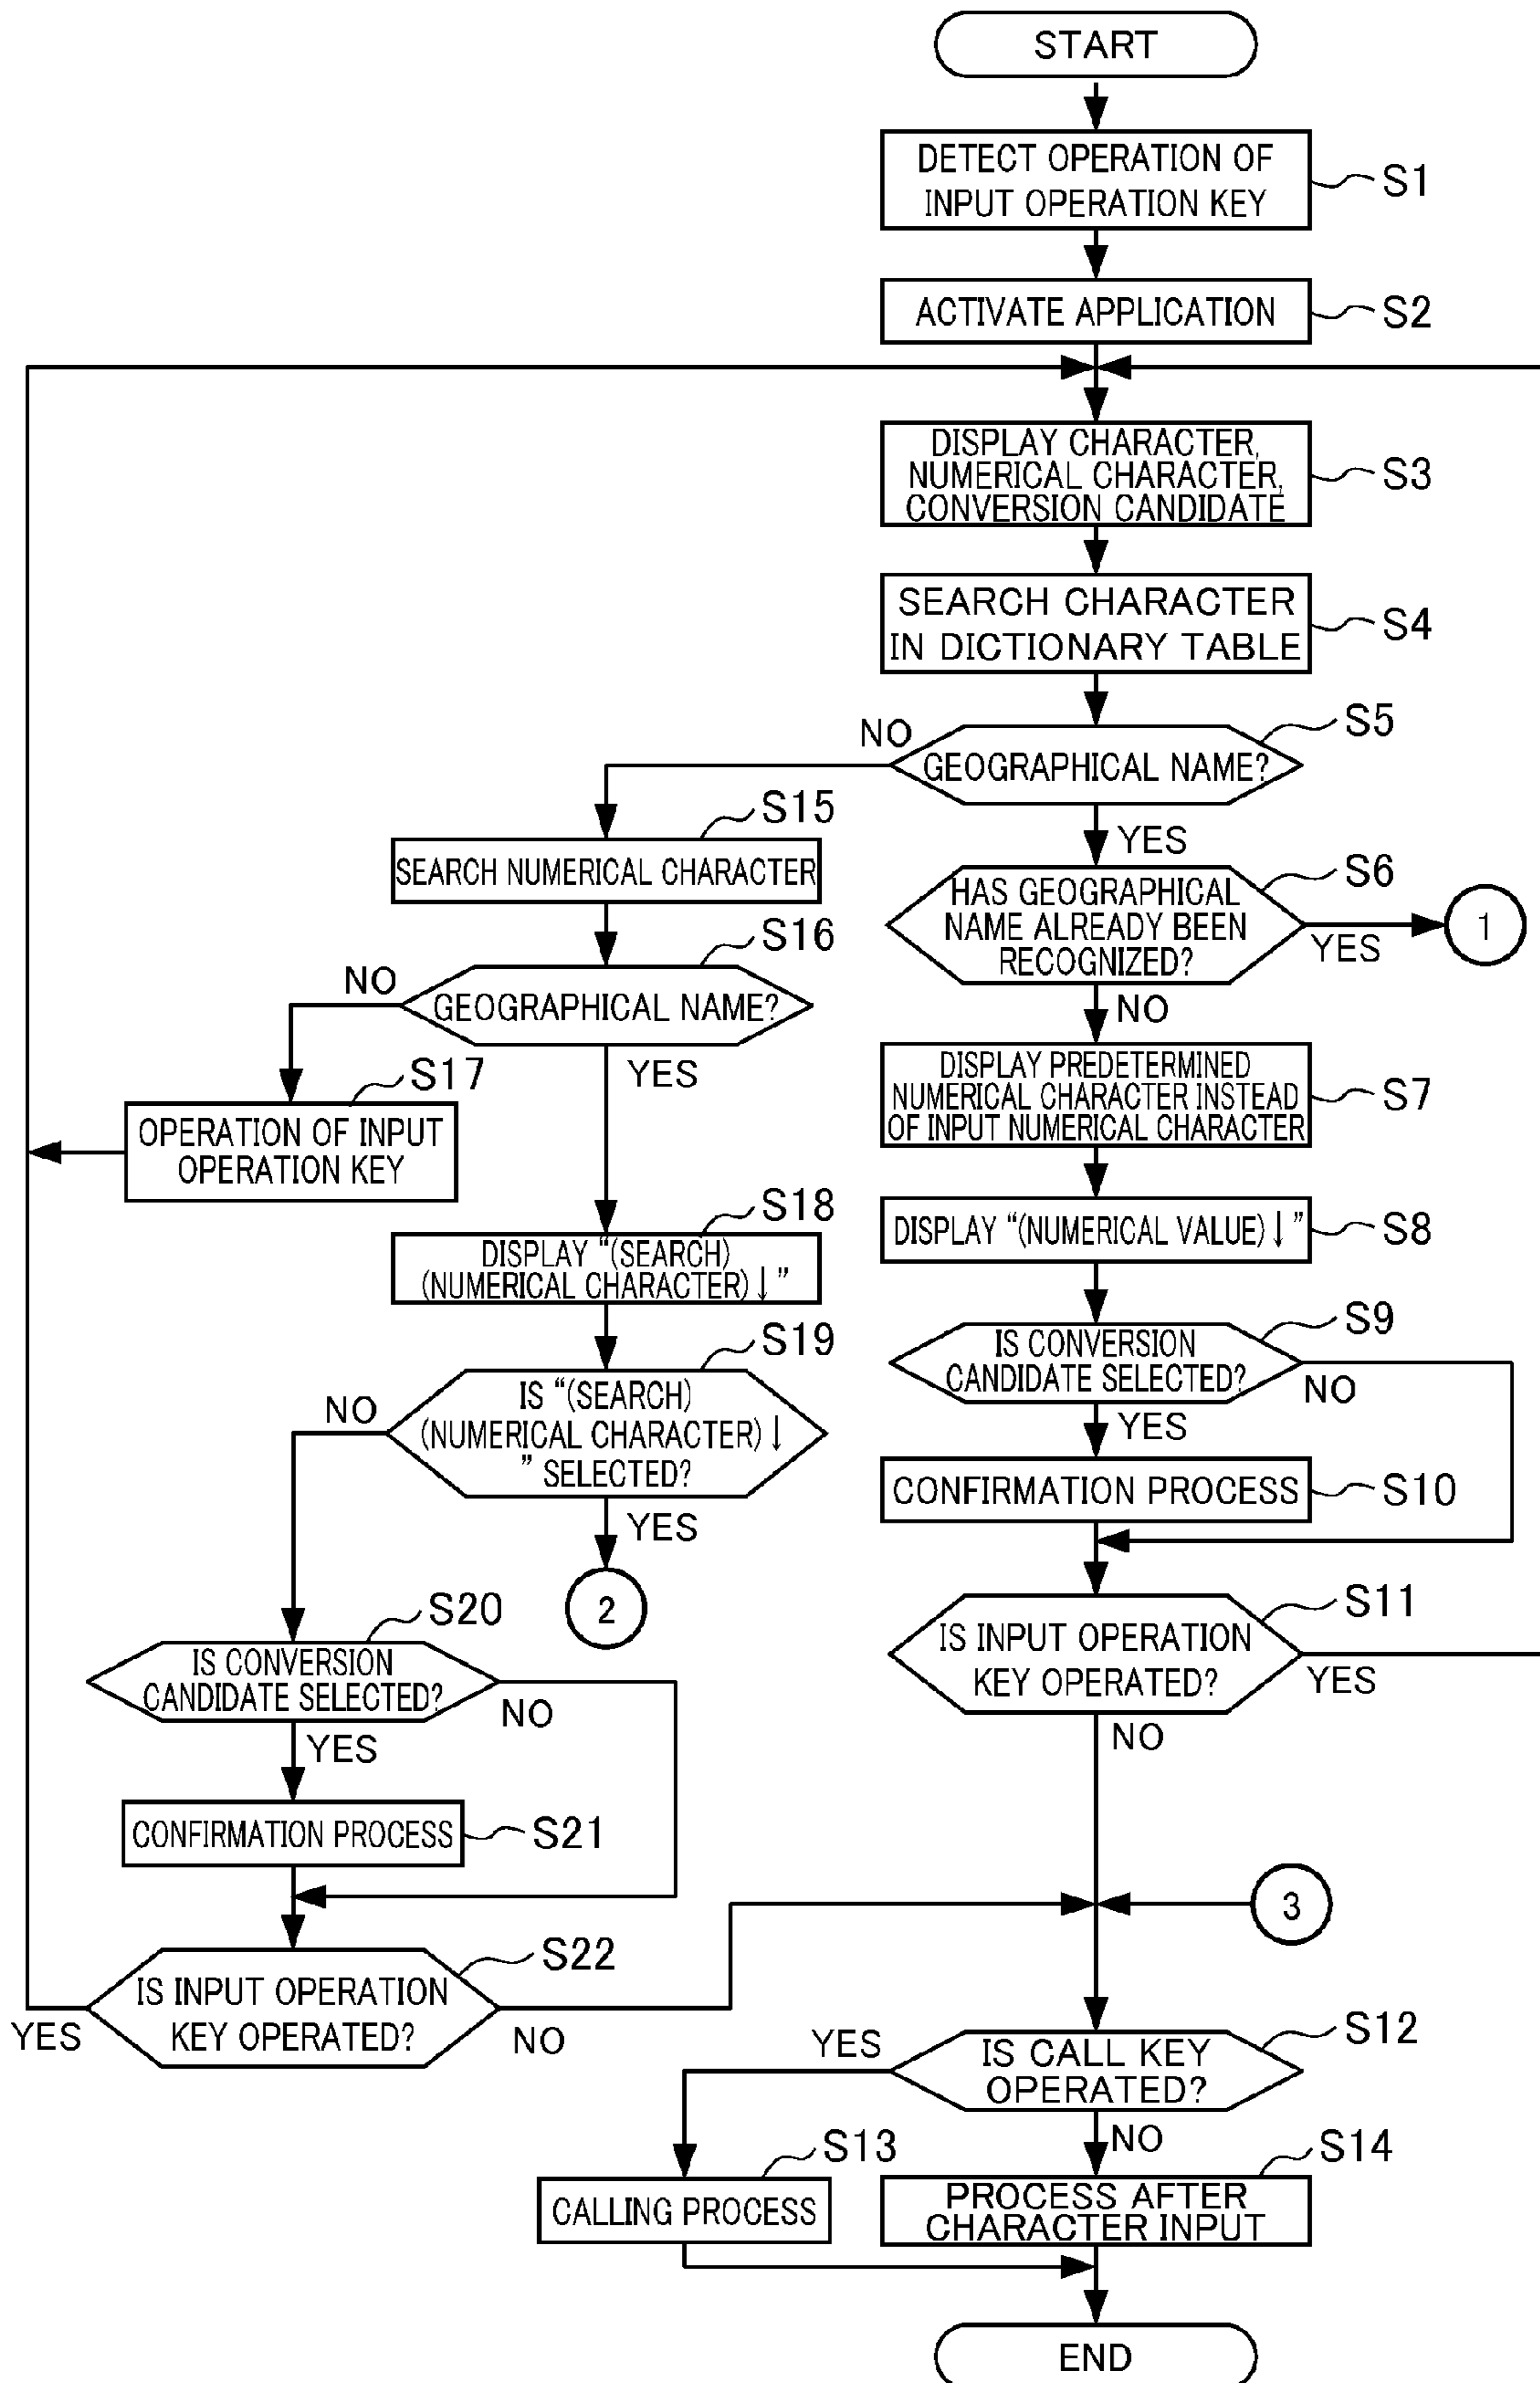 START
DETECT OPERATION OF
INPUT OPERATION KEY
S1
ACTIVATE APPLICATION
S2
DISPLAY CHARACTER,
NUMERICAL CHARACTER,
CONVERSION CANDIDATE
S3
SEARCH CHARACTER
IN DICTIONARY TABLE
S4
S5
NO
GEOGRAPHICAL NAME?
YES
S15
SEARCH NUMERICAL CHARACTER
S6
HAS GEOGRAPHICAL
NAME ALREADY BEEN
RECOGNIZED?
YES
1
NO
S16
NO
GEOGRAPHICAL NAME?
YES
S17
OPERATION OF INPUT
OPERATION KEY
DISPLAY PREDETERMINED
NUMERICAL CHARACTER INSTEAD
OF INPUT NUMERICAL CHARACTER
S7
S18
DISPLAY “(SEARCH)
(NUMERICAL CHARACTER)↓”
DISPLAY “(NUMERICAL VALUE)↓”
S8
S9
IS CONVERSION
CANDIDATE SELECTED?
NO
YES
S19
NO
IS “(SEARCH)
(NUMERICAL CHARACTER)↓
” SELECTED?
YES
2
CONFIRMATION PROCESS
S10
S11
IS INPUT OPERATION
KEY OPERATED?
YES
NO
S20
IS CONVERSION
CANDIDATE SELECTED?
NO
YES
CONFIRMATION PROCESS
S21
3
S22
IS INPUT OPERATION
KEY OPERATED?
YES
NO
S12
YES
IS CALL KEY
OPERATED?
NO
S13
CALLING PROCESS
S14
PROCESS AFTER
CHARACTER INPUT
END